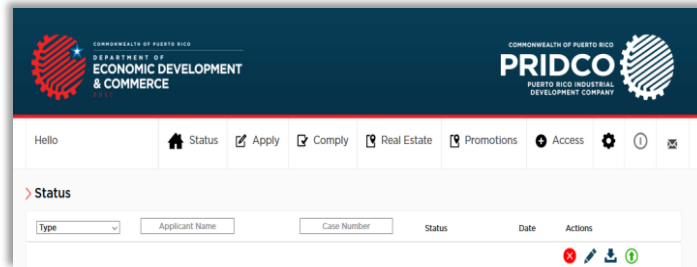 COMMONWEALTH OF PUERTO RICO
DEPARTMENT OF
ECONOMIC DEVELOPMENT
& COMMERCE
DDEC
COMMONWEALTH OF PUERTO RICO
PRIDCO
PUERTO RICO INDUSTRIAL
DEVELOPMENT COMPANY
Hello Status Apply Comply Real Estate Promotions Access
Status
Type Applicant Name Case Number Status Date Actions